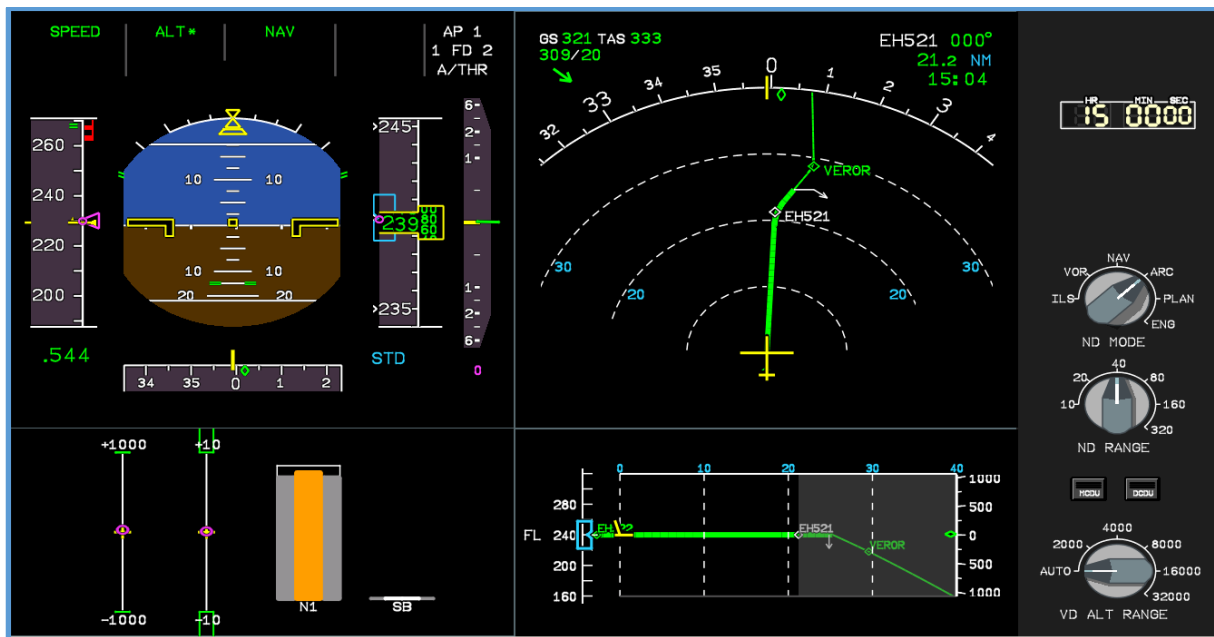 SPEED ALT* NAV AP 1
1 FD 2
A/THR
260
240
220
200
.544
10 10
10 10
20 20
245
239
80
60
235
STD
6
2
1
1
2
6
0
34 35 0 1 2
GS 321 TAS 333
309/20
EH521 000°
21.2 NM
15:04
32 33 34 35 0 1 2 3 4
VEROR
EH521
30 30
20 20
HR MIN SEC
15 0000
NAV
VOR ARC
ILS PLAN
ENG
ND MODE
40
20 80
10 160
320
ND RANGE
MCDU DCDU
4000
2000 8000
AUTO 16000
32000
VD ALT RANGE
+1000 +10
-1000 -10
N1 SB
0 10 20 30 40
FL
280
240
200
160
EH521
VEROR
1000
500
0
500
1000